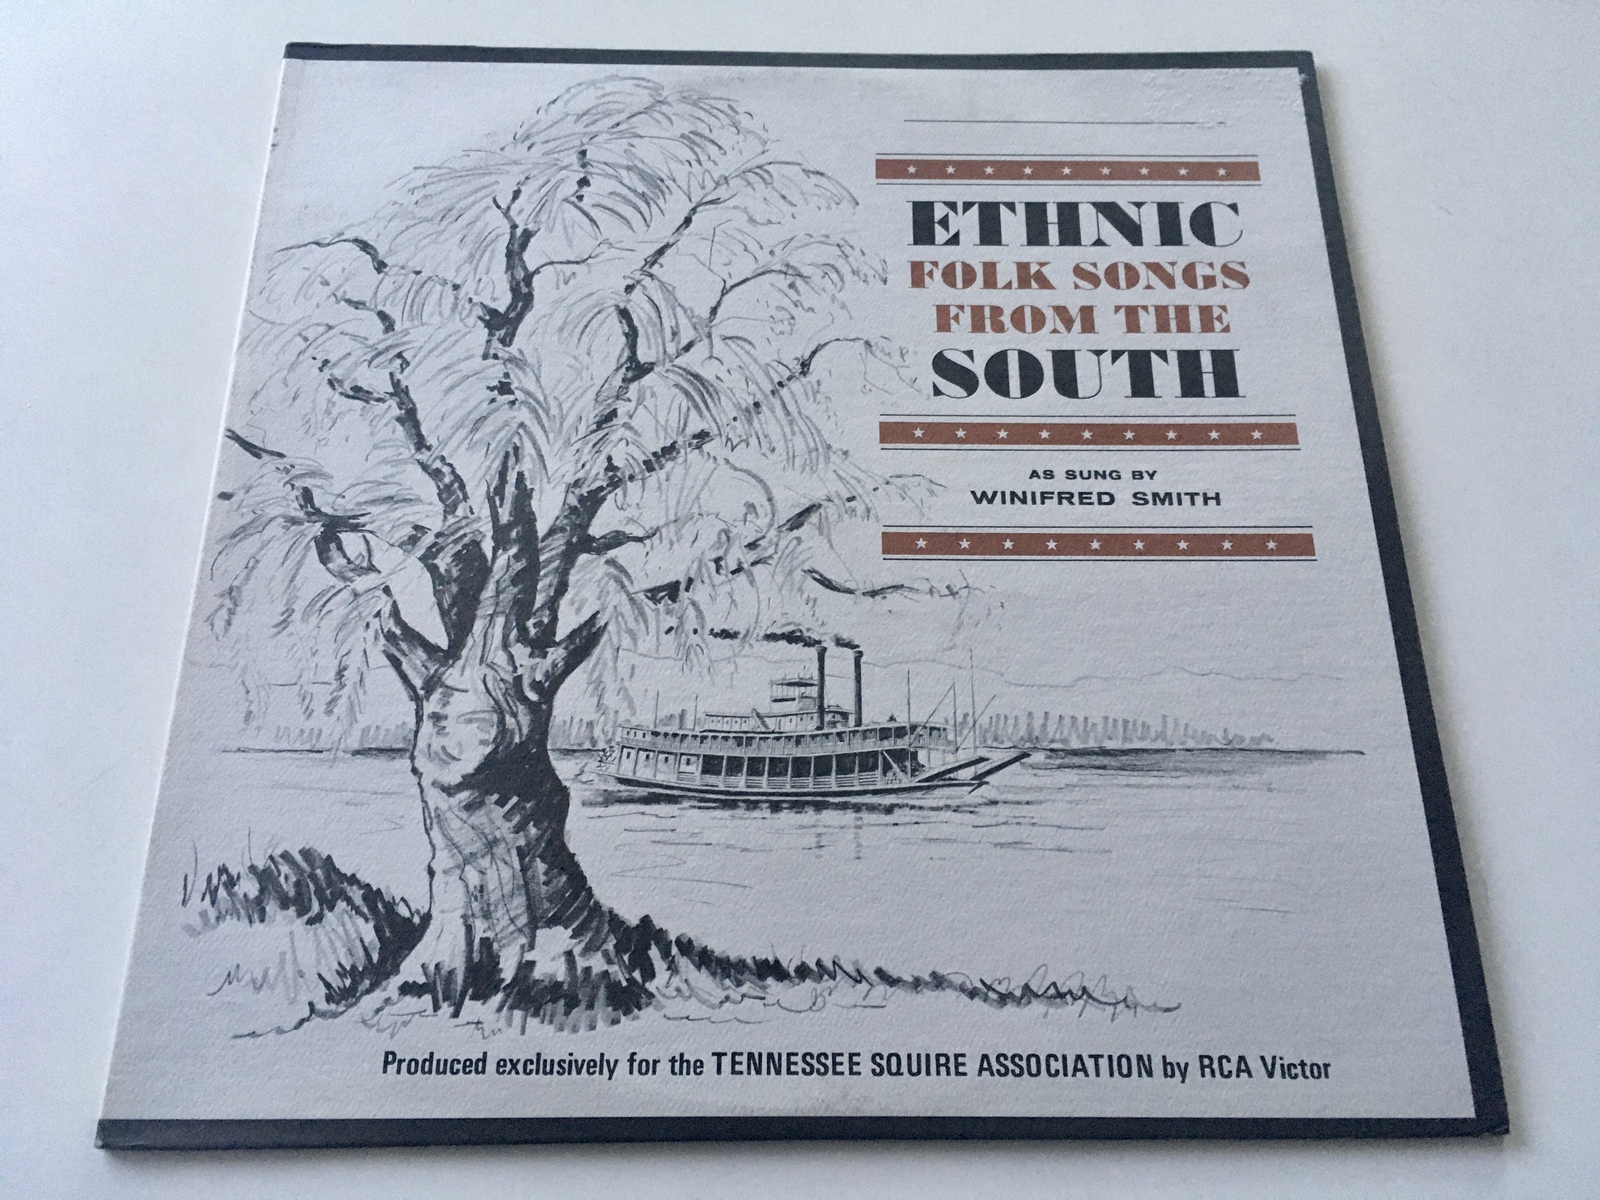 ETHNIC
FOLK SONGS
FROM THE
SOUTH
AS SUNG BY
WINIFRED SMITH
Produced exclusively for the TENNESSEE SQUIRE ASSOCIATION by RCA Victor